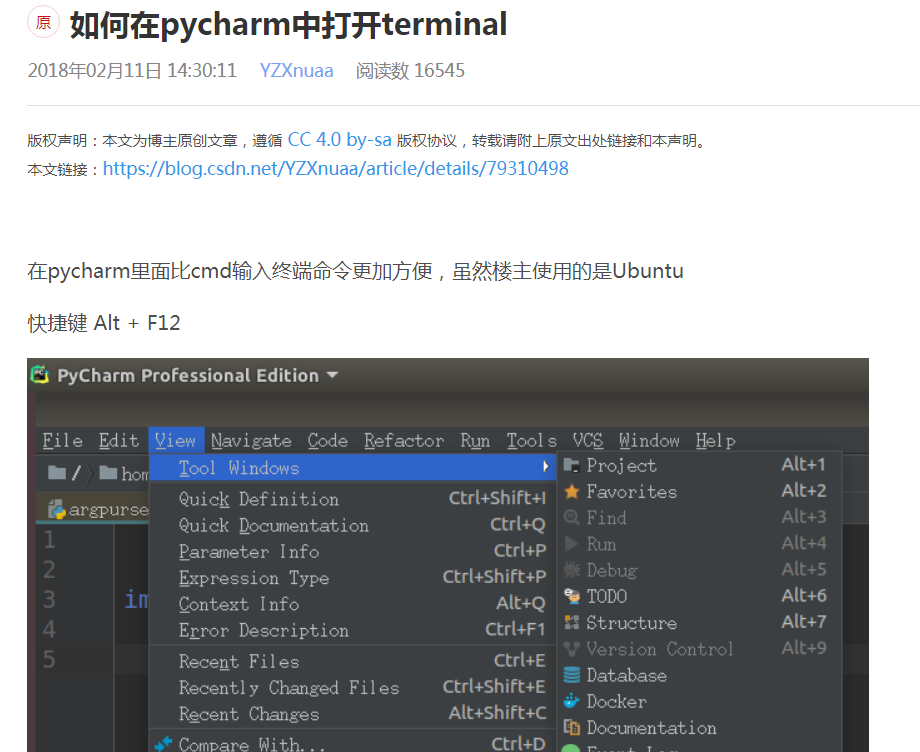 原 如何在pycharm中打开terminal
2018年02月11日 14:30:11 YZXnuaa 阅读数 16545
版权声明：本文为博主原创文章，遵循 CC 4.0 by-sa 版权协议，转载请附上原文出处链接和本声明。
本文链接：https://blog.csdn.net/YZXnuaa/article/details/79310498
在pycharm里面比cmd输入终端命令更加方便，虽然楼主使用的是Ubuntu
快捷键 Alt + F12
PyCharm Professional Edition
File Edit View Navigate Code Refactor Run Tools VCS Window Help
/ hom
argpurse
1
2
3 im
4
5
Tool Windows
Quick Definition Ctrl+Shift+I
Quick Documentation Ctrl+Q
Parameter Info Ctrl+P
Expression Type Ctrl+Shift+P
Context Info Alt+Q
Error Description Ctrl+F1
Recent Files Ctrl+E
Recently Changed Files Ctrl+Shift+E
Recent Changes Alt+Shift+C
Compare With... Ctrl+D
Project Alt+1
Favorites Alt+2
Find Alt+3
Run Alt+4
Debug Alt+5
TODO Alt+6
Structure Alt+7
Version Control Alt+9
Database
Docker
Documentation
Event Log